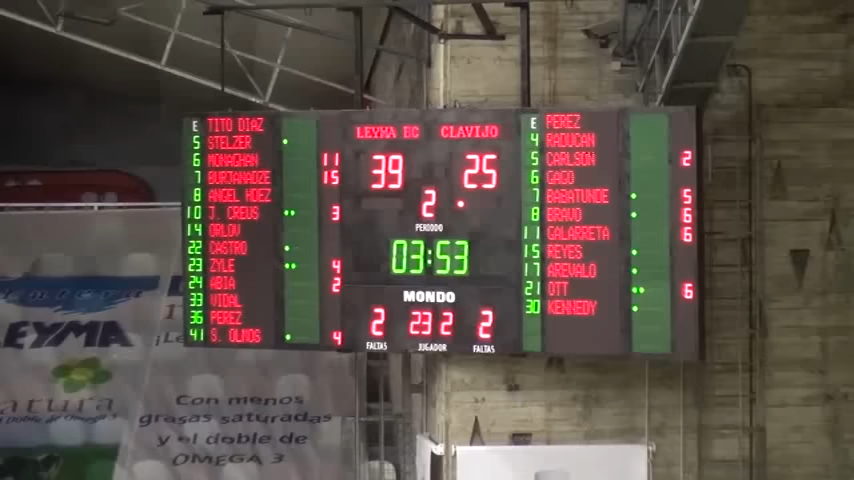 E TITO DIAZ
5 STELZER
6 MONAGHAN 11
7 BURJANADZE 15
8 ANGEL HDEZ
10 J. CREUS 3
14 ORLOV
22 CASTRO
23 ZYLE 4
24 ABIA 2
33 VIDAL
36 PEREZ
41 S. OLMOS 4
LEYMA BC CLAVIJO
39 25
2
PERIODO
03:53
MONDO
2 23 2 2
FALTAS JUGADOR FALTAS
E PEREZ
4 RADUCAN
5 CARLSON 2
6 GAGO
7 BABATUNDE 5
8 BRAVO 6
11 GALARRETA 6
15 REYES
17 AREVALO
21 OTT 6
30 KENNEDY
LEYMA
Con menos
grasas saturadas
y el doble de
OMEGA 3